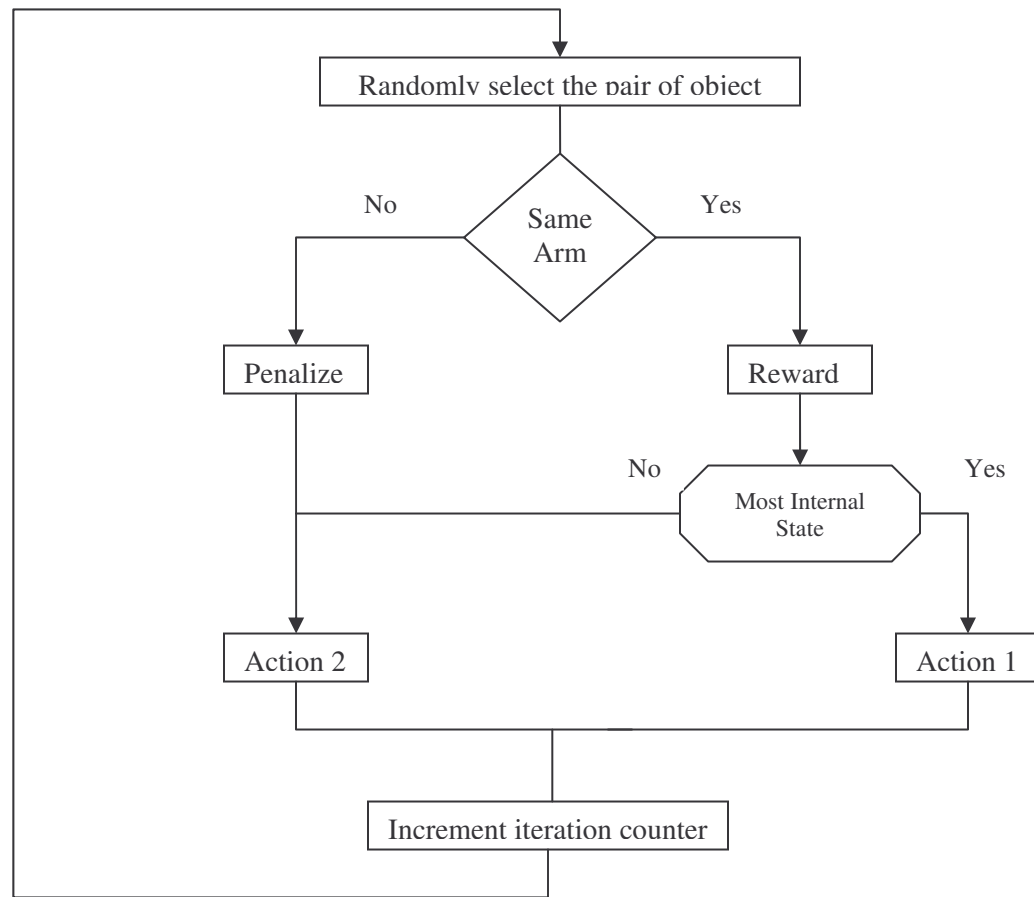 Randomly select the pair of object
No
Yes
Same
Arm
Penalize
Reward
No
Yes
Most Internal
State
Action 2
Action 1
Increment iteration counter